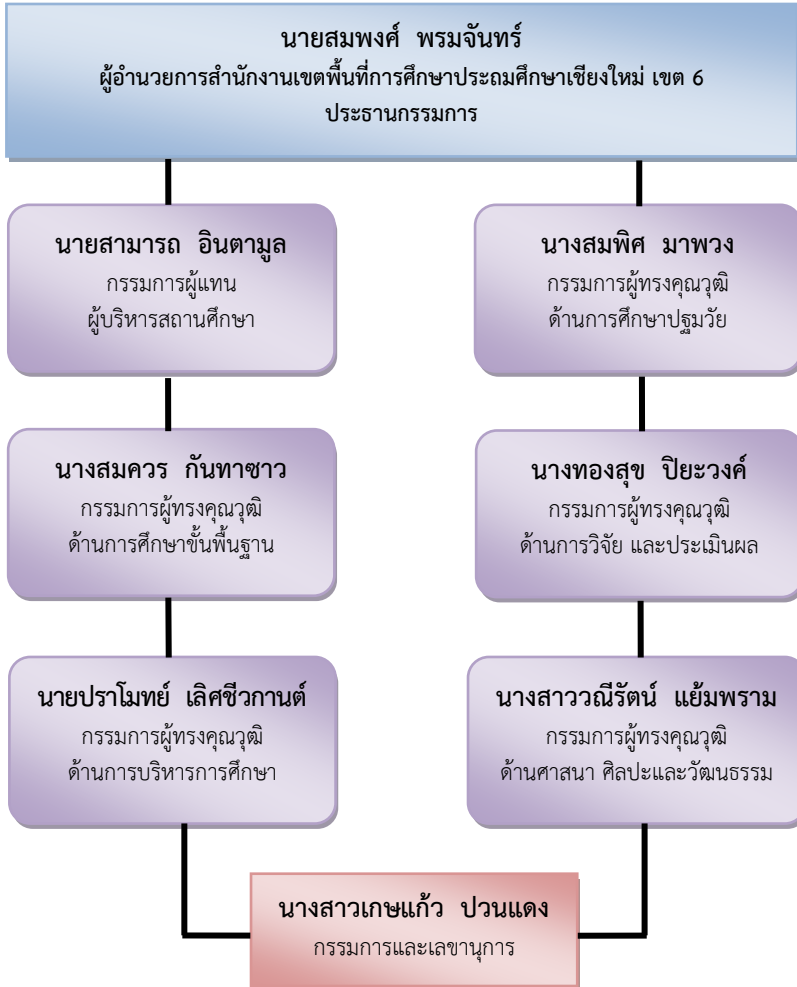 นายสมพงศ์ พรมจันทร์
ผู้อำนวยการสำนักงานเขตพื้นที่การศึกษาประถมศึกษาเชียงใหม่ เขต 6
ประธานกรรมการ
นายสามารถ อินตามูล
กรรมการผู้แทน
ผู้บริหารสถานศึกษา
นางสมพิศ มาพวง
กรรมการผู้ทรงคุณวุฒิ
ด้านการศึกษาปฐมวัย
นางสมควร กันทาซาว
กรรมการผู้ทรงคุณวุฒิ
ด้านการศึกษาขั้นพื้นฐาน
นางทองสุข ปิยะวงค์
กรรมการผู้ทรงคุณวุฒิ
ด้านการวิจัย และประเมินผล
นายปราโมทย์ เลิศชีวกานต์
กรรมการผู้ทรงคุณวุฒิ
ด้านการบริหารการศึกษา
นางสาววณีรัตน์ แย้มพราม
กรรมการผู้ทรงคุณวุฒิ
ด้านศาสนา ศิลปะและวัฒนธรรม
นางสาวเกษแก้ว ปวนแดง
กรรมการและเลขานุการ